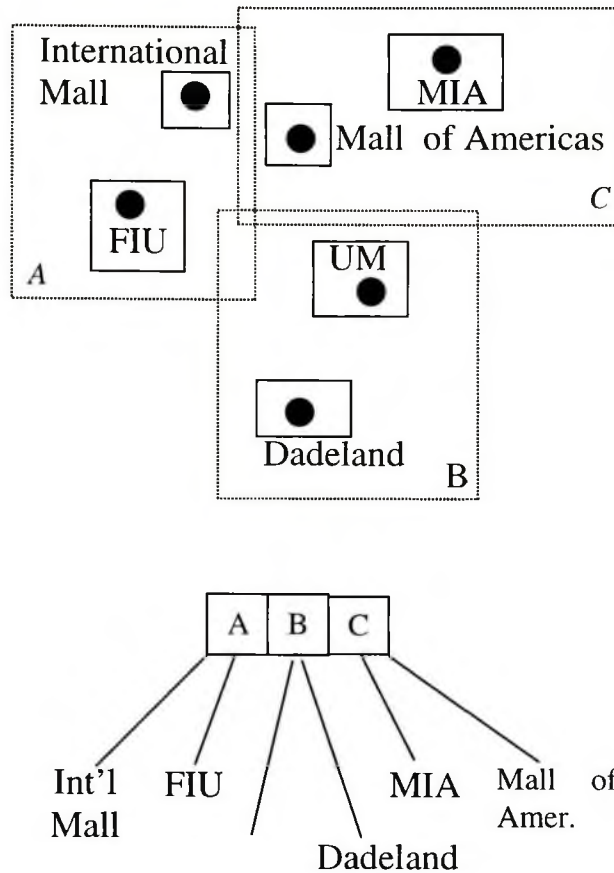 International
Mall
MIA
Mall of Americas
C
FIU
A
UM
Dadeland
B
A B C
Int'l
Mall
FIU
MIA
Mall of
Amer.
Dadeland